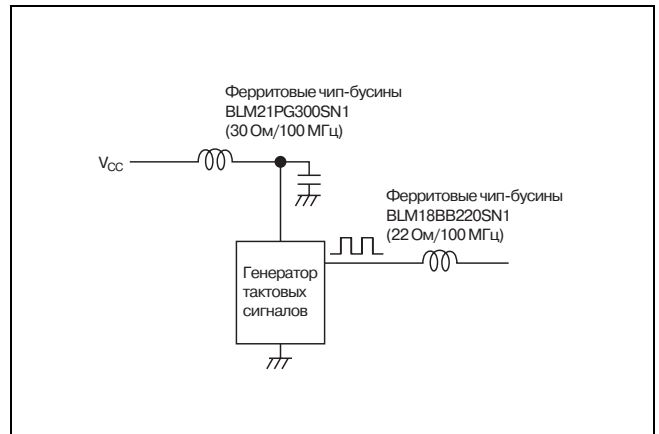 Ферритовые чип-бусины
BLM21PG300SN1
(30 Ом/100 МГц)
VCC
Ферритовые чип-бусины
BLM18BB220SN1
(22 Ом/100 МГц)
Генератор
тактовых
сигналов